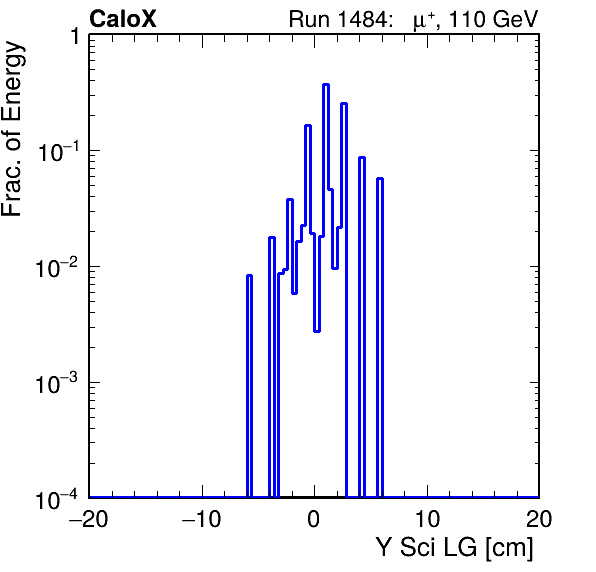 CaloX Run 1484: μ⁺, 110 GeV
Frac. of Energy
1
10⁻¹
10⁻²
10⁻³
10⁻⁴
−20 −10 0 10 20
Y Sci LG [cm]